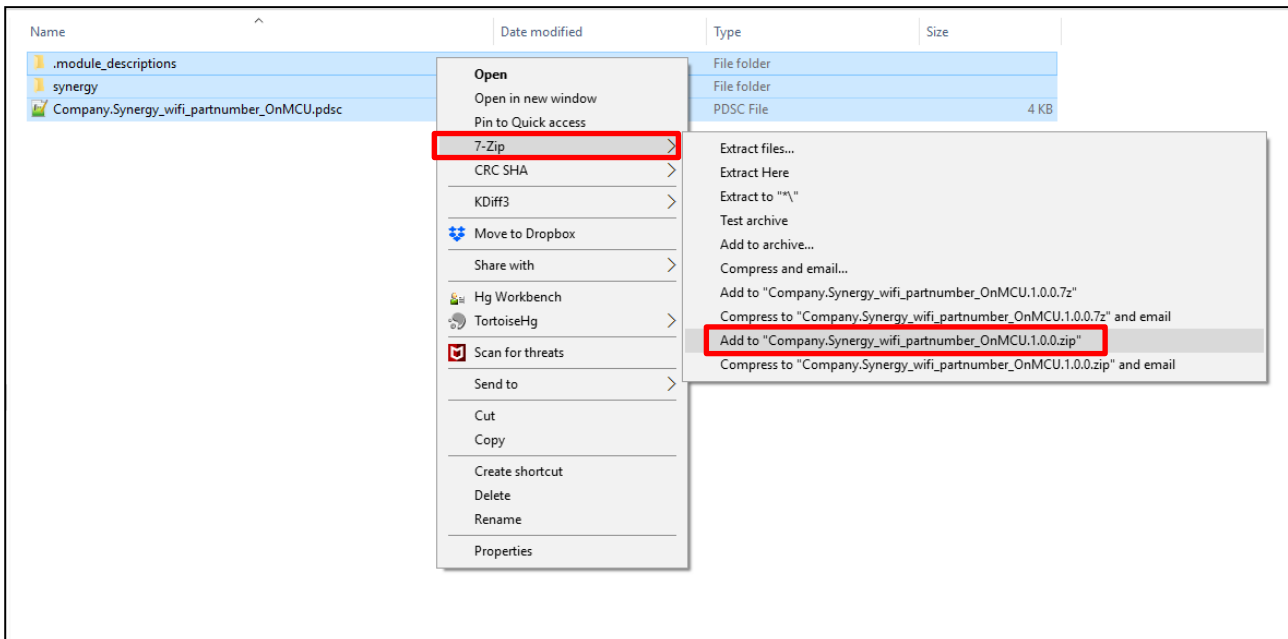 Name Date modified Type Size
.module_descriptions File folder
synergy File folder
Company.Synergy_wifi_partnumber_OnMCU.pdsc PDSC File 4 KB
Open
Open in new window
Pin to Quick access
7-Zip
CRC SHA
KDiff3
Move to Dropbox
Share with
Hg Workbench
TortoiseHg
Scan for threats
Send to
Cut
Copy
Create shortcut
Delete
Rename
Properties
Extract files...
Extract Here
Extract to "*\"
Test archive
Add to archive...
Compress and email...
Add to "Company.Synergy_wifi_partnumber_OnMCU.1.0.0.7z"
Compress to "Company.Synergy_wifi_partnumber_OnMCU.1.0.0.7z" and email
Add to "Company.Synergy_wifi_partnumber_OnMCU.1.0.0.zip"
Compress to "Company.Synergy_wifi_partnumber_OnMCU.1.0.0.zip" and email